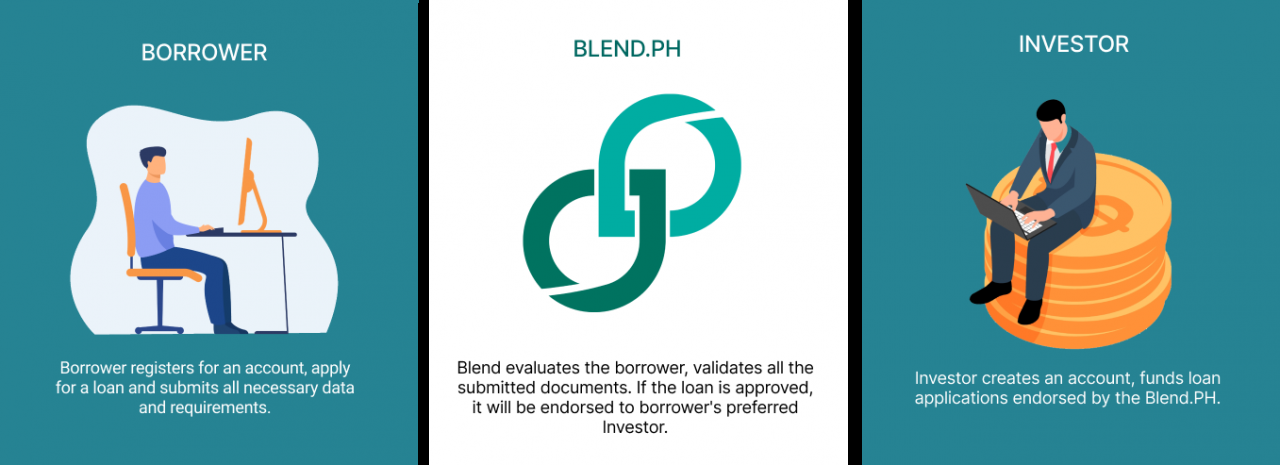 BORROWER
Borrower registers for an account, apply
for a loan and submits all necessary data
and requirements.
BLEND.PH
Blend evaluates the borrower, validates all the
submitted documents. If the loan is approved,
it will be endorsed to borrower's preferred
Investor.
INVESTOR
Investor creates an account, funds loan
applications endorsed by the Blend.PH.